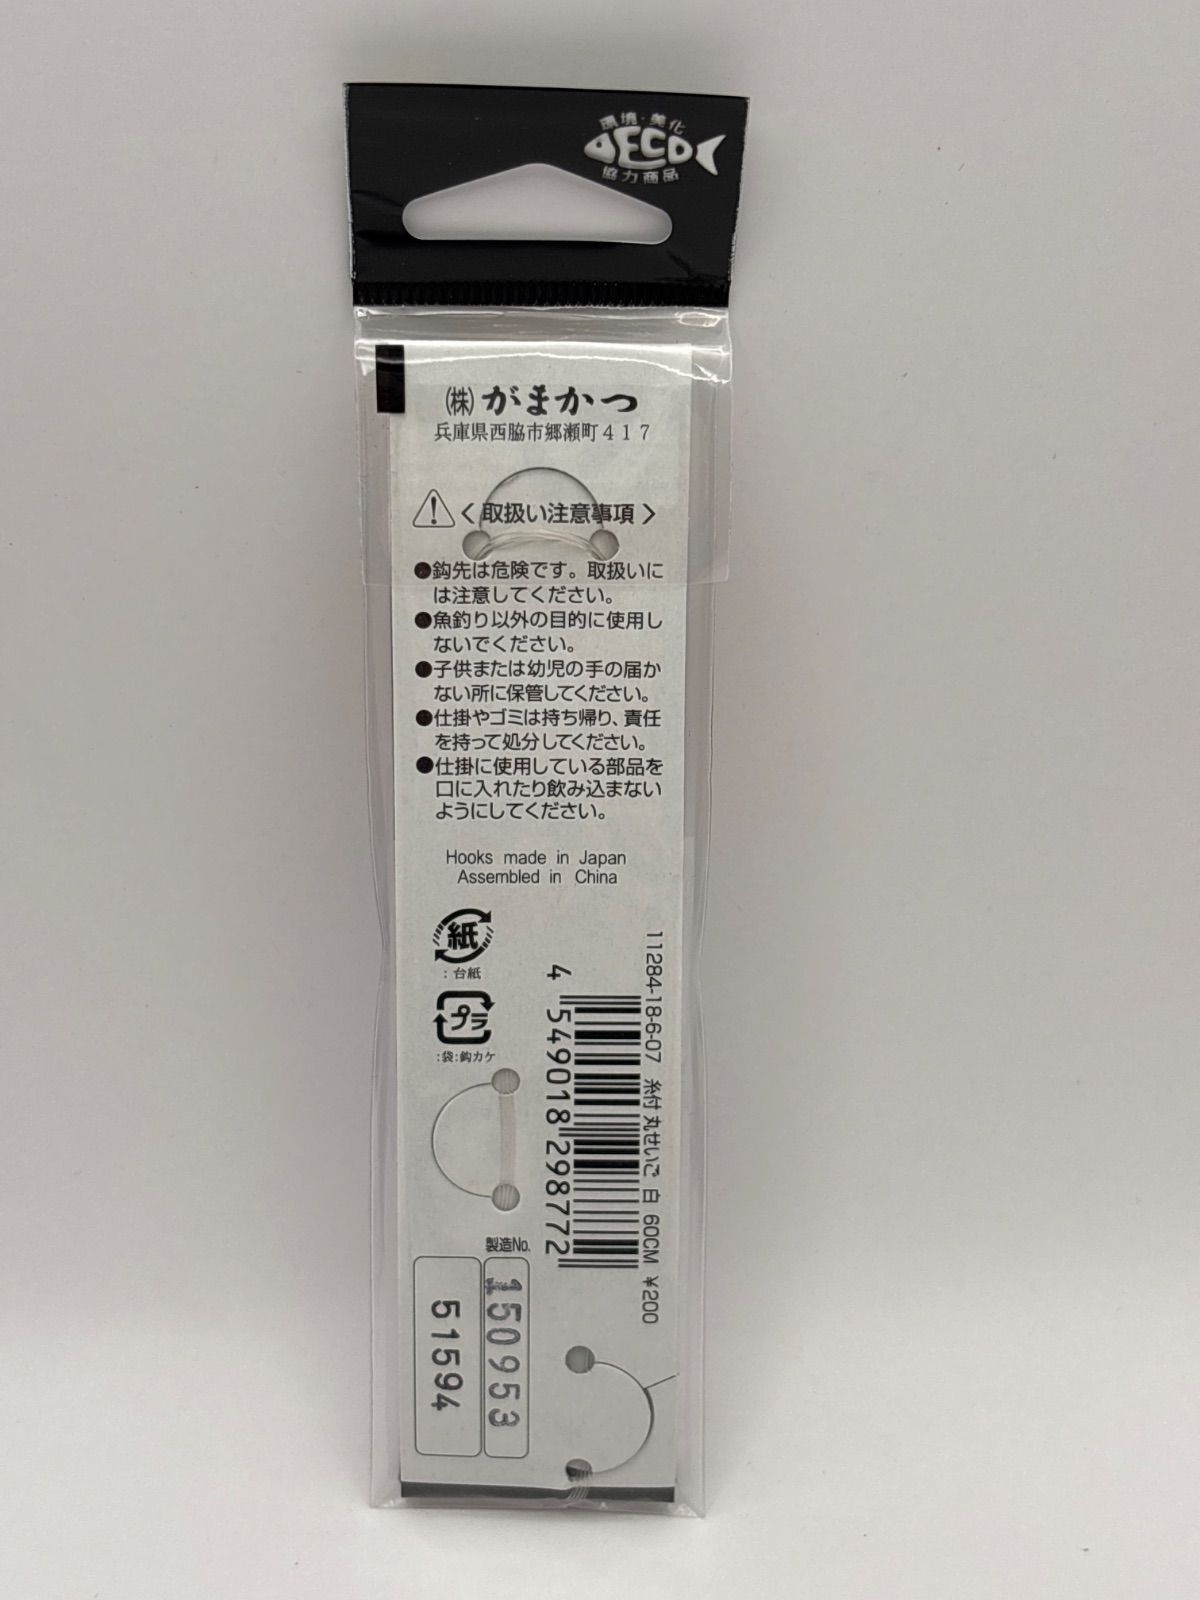 環境・美化
ECO
協力商品
(株)がまかつ
兵庫県西脇市郷瀬町417
〈取扱い注意事項〉
●鈎先は危険です。取扱いに
は注意してください。
●魚釣り以外の目的に使用し
ないでください。
●子供または幼児の手の届か
ない所に保管してください。
●仕掛やゴミは持ち帰り、責任
を持って処分してください。
●仕掛に使用している部品を
口に入れたり飲み込まない
ようにしてください。
Hooks made in Japan
Assembled in China
紙
:台紙
プラ
:袋:鈎カケ
11284-18-6-07 糸付 丸せいご 白 60CM ¥200
4 549018 298772
製造No.
150953
51594